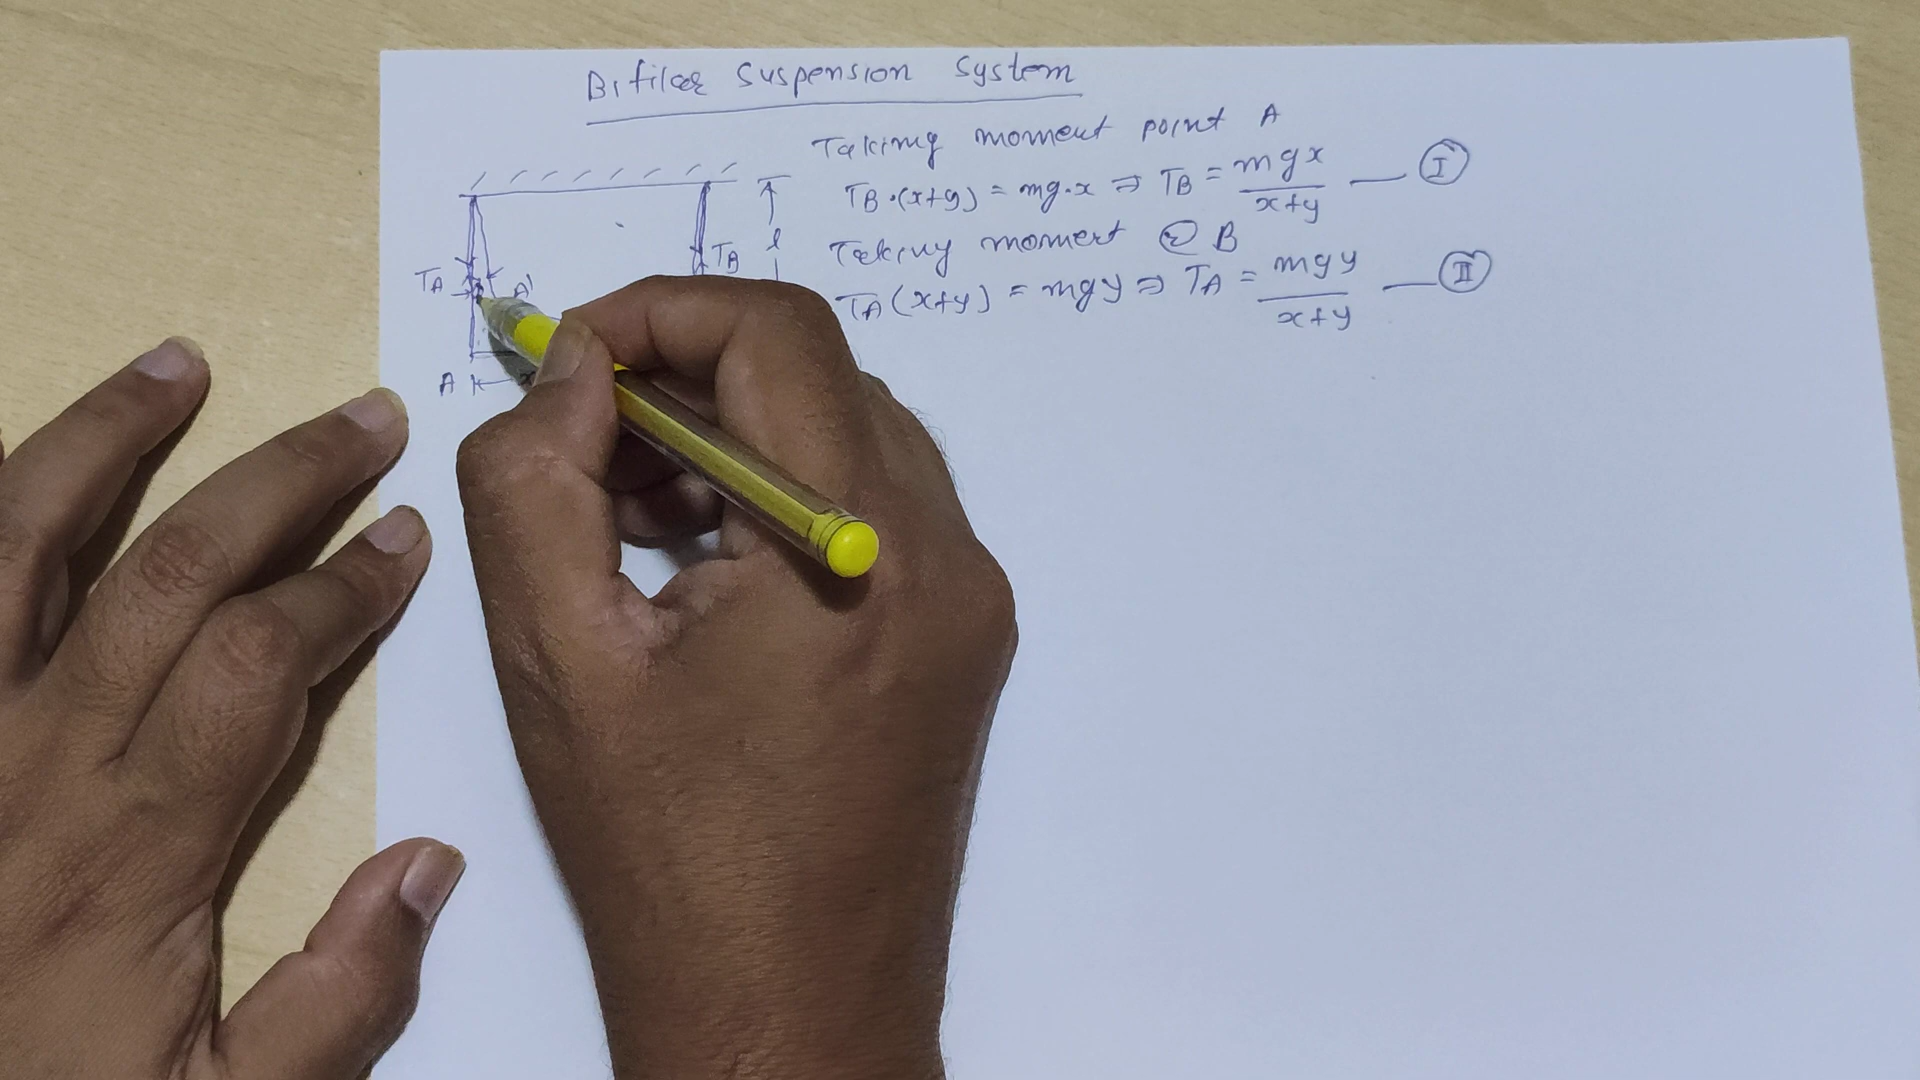 Bifilar Suspension System
Taking moment point A
TB.(x+y) = mg.x ⇒ TB = mgx/x+y — I
Taking moment @ B
TA(x+y) = mgy ⇒ TA = mgy/x+y — II
l
TB
TA
A'
A
x